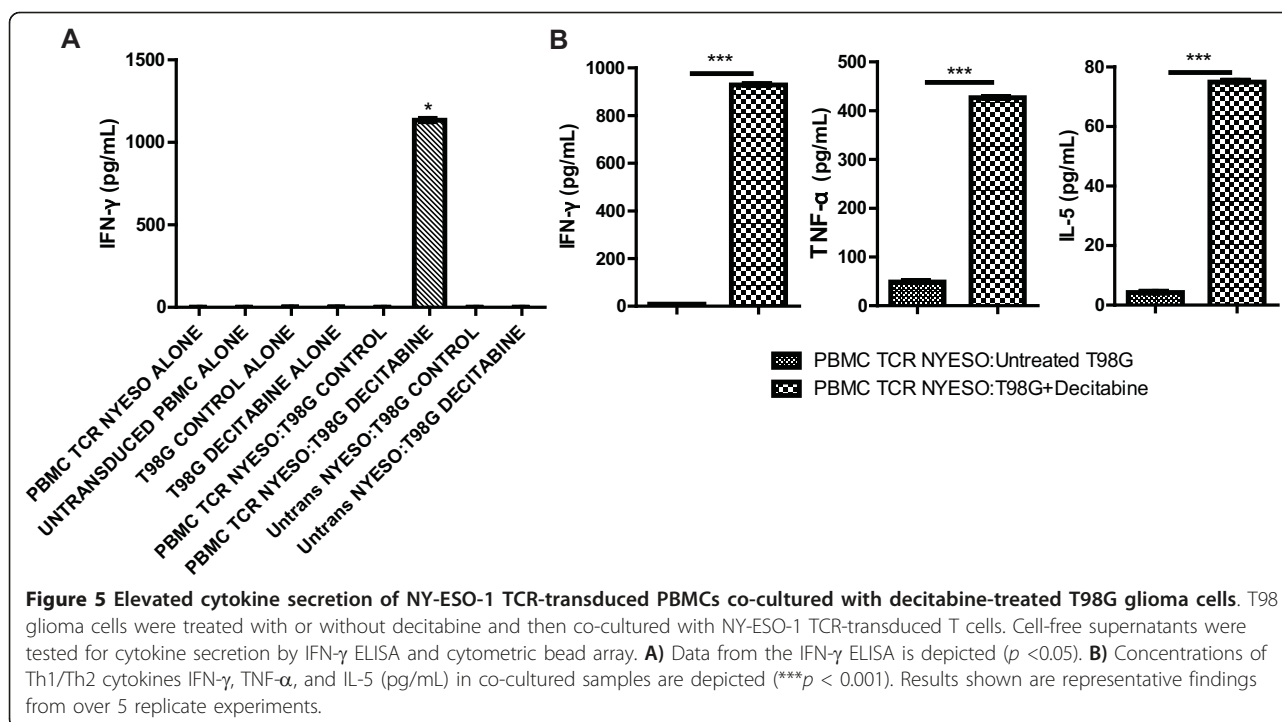 A
1500
1000
500
0
IFN-γ (pg/mL)
*
PBMC TCR NYESO ALONE
UNTRANSDUCED PBMC ALONE
T98G CONTROL ALONE
T98G DECITABINE ALONE
PBMC TCR NYESO:T98G CONTROL
PBMC TCR NYESO:T98G DECITABINE
Untrans NYESO:T98G CONTROL
Untrans NYESO:T98G DECITABINE
B
1000
800
600
400
200
0
IFN-γ (pg/mL)
***
500
400
300
200
100
0
TNF-α (pg/mL)
***
80
60
40
20
0
IL-5 (pg/mL)
***
PBMC TCR NYESO:Untreated T98G
PBMC TCR NYESO:T98G+Decitabine
Figure 5 Elevated cytokine secretion of NY-ESO-1 TCR-transduced PBMCs co-cultured with decitabine-treated T98G glioma cells. T98
glioma cells were treated with or without decitabine and then co-cultured with NY-ESO-1 TCR-transduced T cells. Cell-free supernatants were
tested for cytokine secretion by IFN-γ ELISA and cytometric bead array. A) Data from the IFN-γ ELISA is depicted (p <0.05). B) Concentrations of
Th1/Th2 cytokines IFN-γ, TNF-α, and IL-5 (pg/mL) in co-cultured samples are depicted (***p < 0.001). Results shown are representative findings
from over 5 replicate experiments.